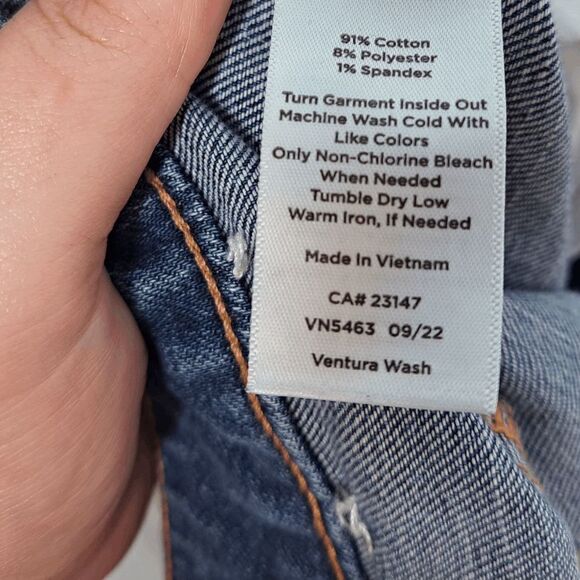 91% Cotton
8% Polyester
1% Spandex
Turn Garment Inside Out
Machine Wash Cold With
Like Colors
Only Non-Chlorine Bleach
When Needed
Tumble Dry Low
Warm Iron, If Needed
Made In Vietnam
CA# 23147
VN5463 09/22
Ventura Wash